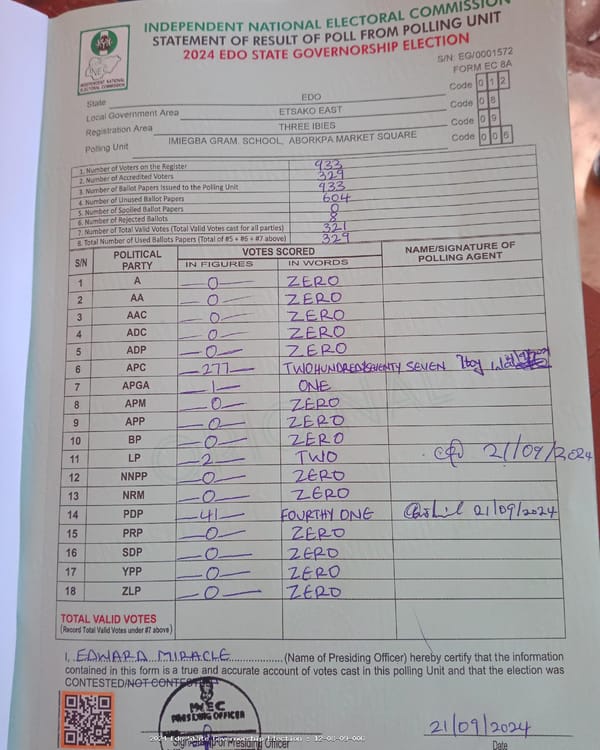 INDEPENDENT NATIONAL ELECTORAL COMMISSION
STATEMENT OF RESULT OF POLL FROM POLLING UNIT
2024 EDO STATE GOVERNORSHIP ELECTION
INEC
INDEPENDENT NATIONAL
ELECTORAL COMMISSION
S/N: EG/0001572
FORM EC 8A
State EDO Code 0 1 2
Local Government Area ETSAKO EAST Code 0 8
Registration Area THREE IBIES Code 0 9
Polling Unit IMIEGBA GRAM. SCHOOL, ABORKPA MARKET SQUARE Code 0 0 6
1. Number of Voters on the Register 933
2. Number of Accredited Voters 329
3. Number of Ballot Papers Issued to the Polling Unit 933
4. Number of Unused Ballot Papers 604
5. Number of Spoiled Ballot Papers 0
6. Number of Rejected Ballots 8
7. Number of Total Valid Votes (Total Valid Votes cast for all parties) 321
8. Total Number of Used Ballots Papers (Total of #5 + #6 + #7 above) 329
S/N POLITICAL PARTY VOTES SCORED NAME/SIGNATURE OF POLLING AGENT
IN FIGURES IN WORDS
1 A 0 ZERO
2 AA 0 ZERO
3 AAC 0 ZERO
4 ADC 0 ZERO
5 ADP 0 ZERO
6 APC 277 TWO HUNDRED/SEVENTY SEVEN
7 APGA 1 ONE
8 APM 0 ZERO
9 APP 0 ZERO
10 BP 0 ZERO
11 LP 2 TWO 21/09/2024
12 NNPP 0 ZERO
13 NRM 0 ZERO
14 PDP 41 FOURTHY ONE 21/09/2024
15 PRP 0 ZERO
16 SDP 0 ZERO
17 YPP 0 ZERO
18 ZLP 0 ZERO
TOTAL VALID VOTES
(Record Total Valid Votes under #7 above)
I, EDWARD MIRACLE (Name of Presiding Officer) hereby certify that the information
contained in this form is a true and accurate account of votes cast in this polling Unit and that the election was
CONTESTED/NOT CONTESTED
INEC
PRESIDING OFFICER
21/09/2024
2024 Edo State Governorship Election
Presiding Officer
Date